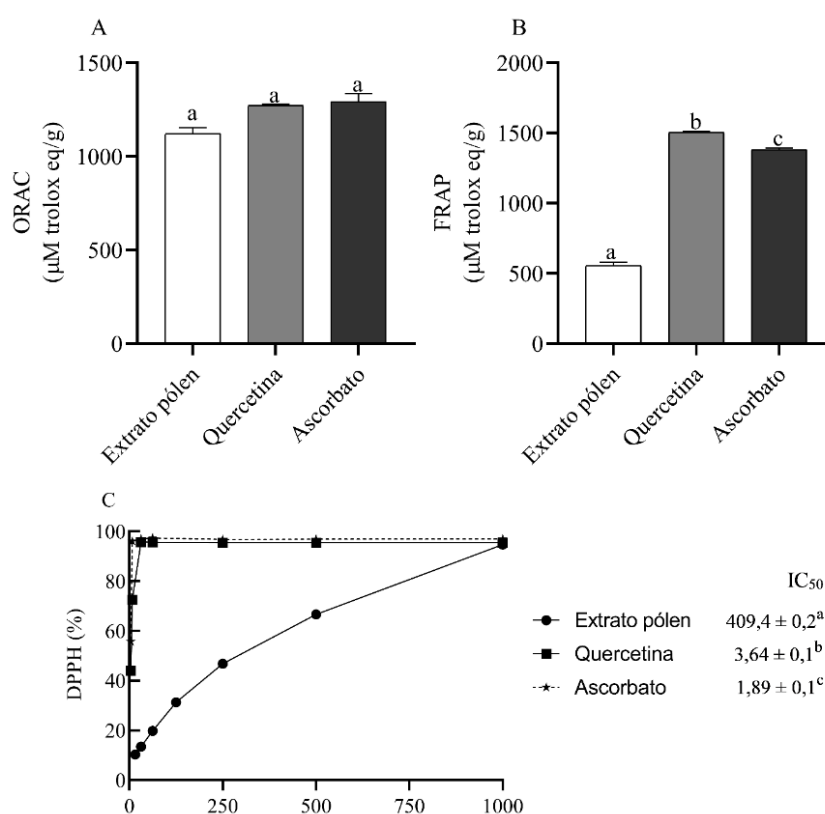 A
ORAC
(µM trolox eq/g)
1500
1000
500
0
a
a
a
Extrato pólen
Quercetina
Ascorbato
B
FRAP
(µM trolox eq/g)
2000
1500
1000
500
0
a
b
c
Extrato pólen
Quercetina
Ascorbato
C
DPPH (%)
100
80
60
40
20
0
0
250
500
750
1000
IC50
Extrato pólen 409,4 ± 0,2a
Quercetina 3,64 ± 0,1b
Ascorbato 1,89 ± 0,1c